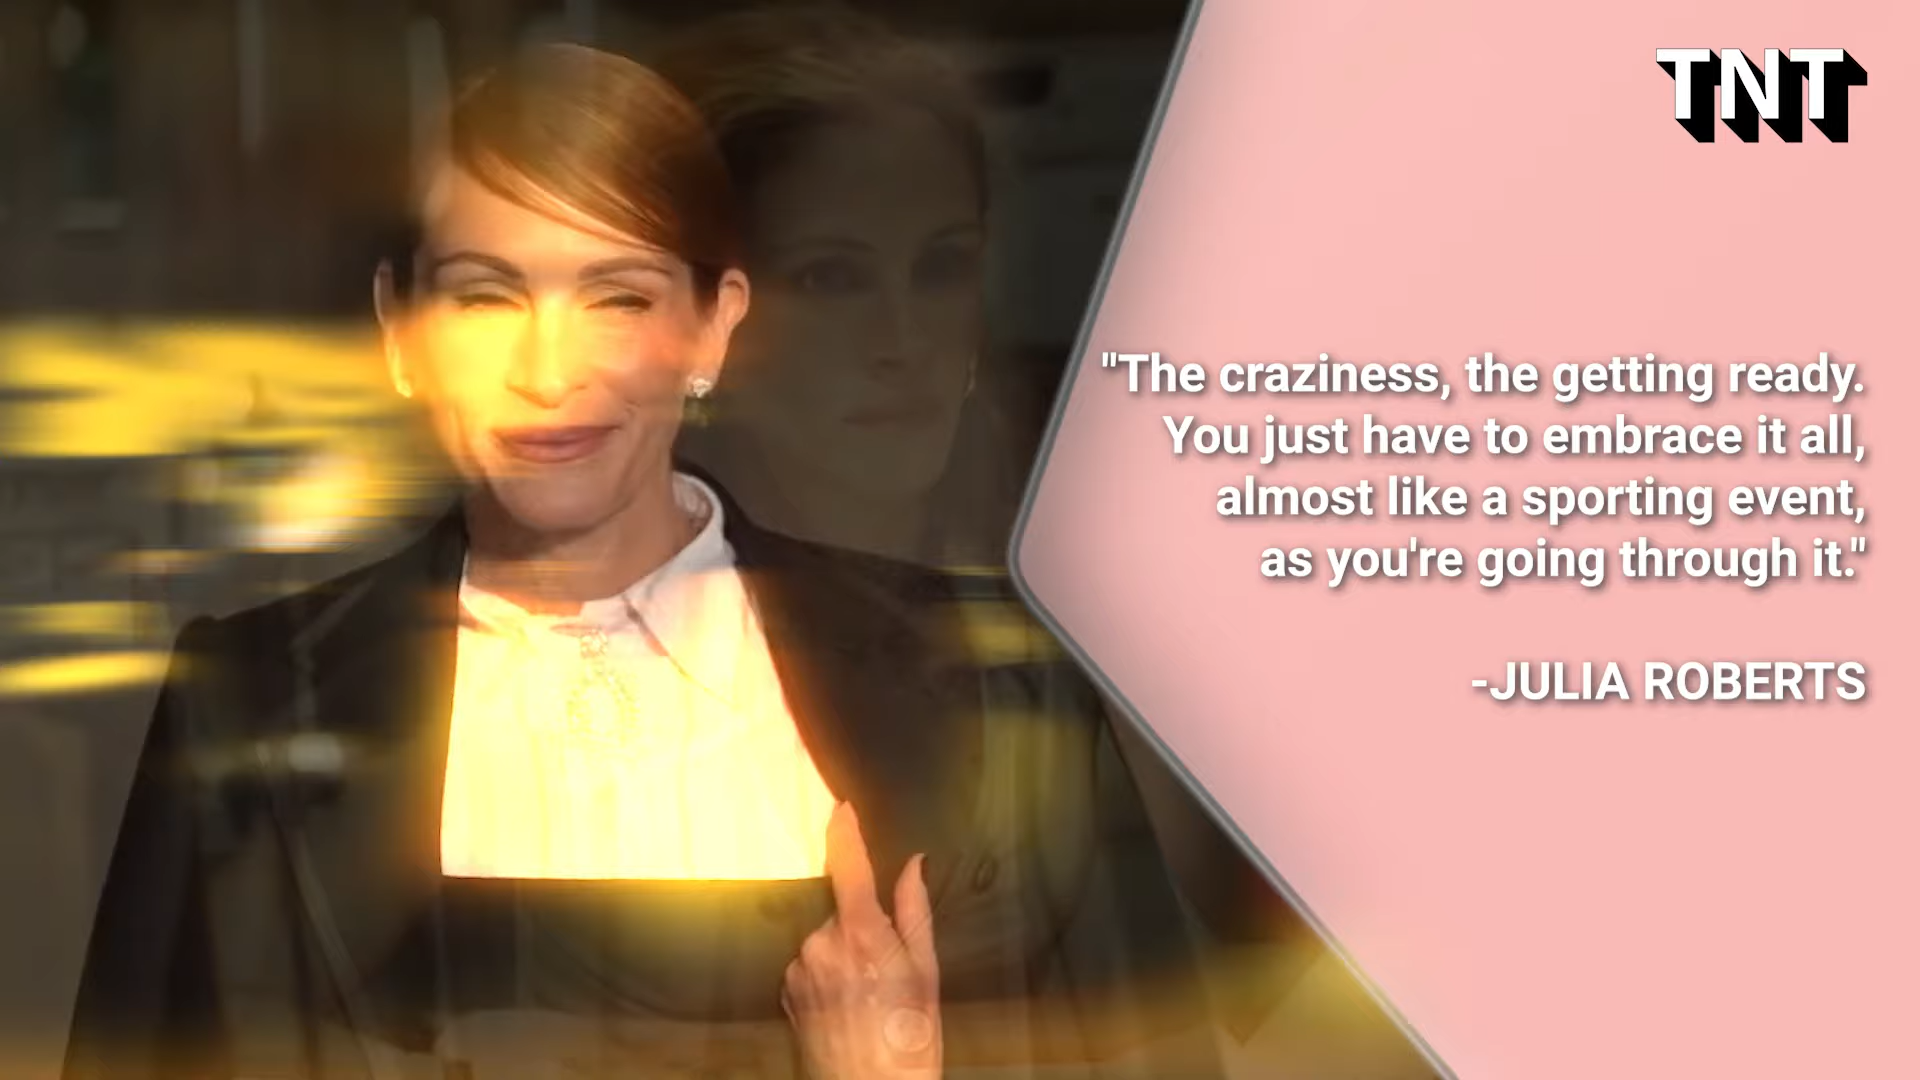 TNT
"The craziness, the getting ready.
You just have to embrace it all,
almost like a sporting event,
as you're going through it."
-JULIA ROBERTS